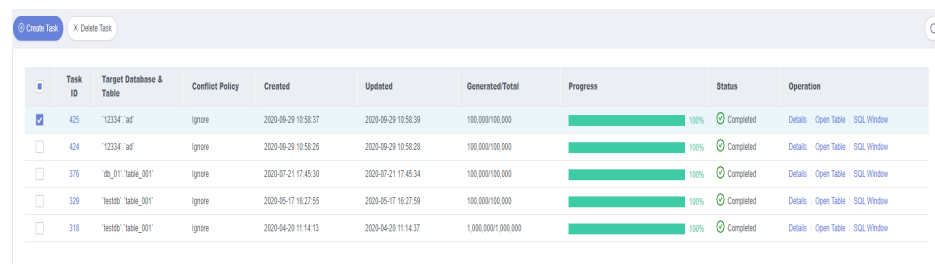 Create Task X Delete Task
Task ID Target Database & Table Conflict Policy Created Updated Generated/Total Progress Status Operation
425 `12334`.`ad` Ignore 2020-09-29 10:58:37 2020-09-29 10:58:39 100,000/100,000 100% Completed Details Open Table SQL Window
424 `12334`.`ad` Ignore 2020-09-29 10:58:26 2020-09-29 10:58:28 100,000/100,000 100% Completed Details Open Table SQL Window
376 `db_01`.`table_001` Ignore 2020-07-21 17:45:30 2020-07-21 17:45:34 100,000/100,000 100% Completed Details Open Table SQL Window
329 `testdb`.`table_001` Ignore 2020-05-17 16:27:55 2020-05-17 16:27:59 100,000/100,000 100% Completed Details Open Table SQL Window
318 `testdb`.`table_001` Ignore 2020-04-20 11:14:13 2020-04-20 11:14:37 1,000,000/1,000,000 100% Completed Details Open Table SQL Window